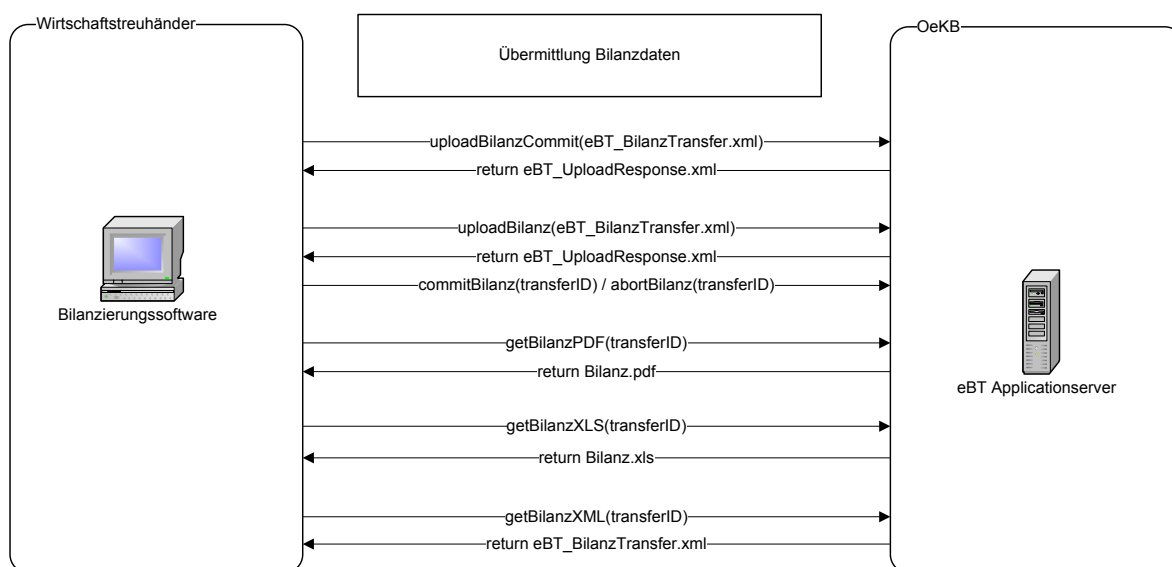 Wirtschaftstreuhänder
OeKB
Übermittlung Bilanzdaten
uploadBilanzCommit(eBT_BilanzTransfer.xml)
return eBT_UploadResponse.xml
uploadBilanz(eBT_BilanzTransfer.xml)
return eBT_UploadResponse.xml
commitBilanz(transferID) / abortBilanz(transferID)
Bilanzierungssoftware
getBilanzPDF(transferID)
return Bilanz.pdf
eBT Applicationserver
getBilanzXLS(transferID)
return Bilanz.xls
getBilanzXML(transferID)
return eBT_BilanzTransfer.xml